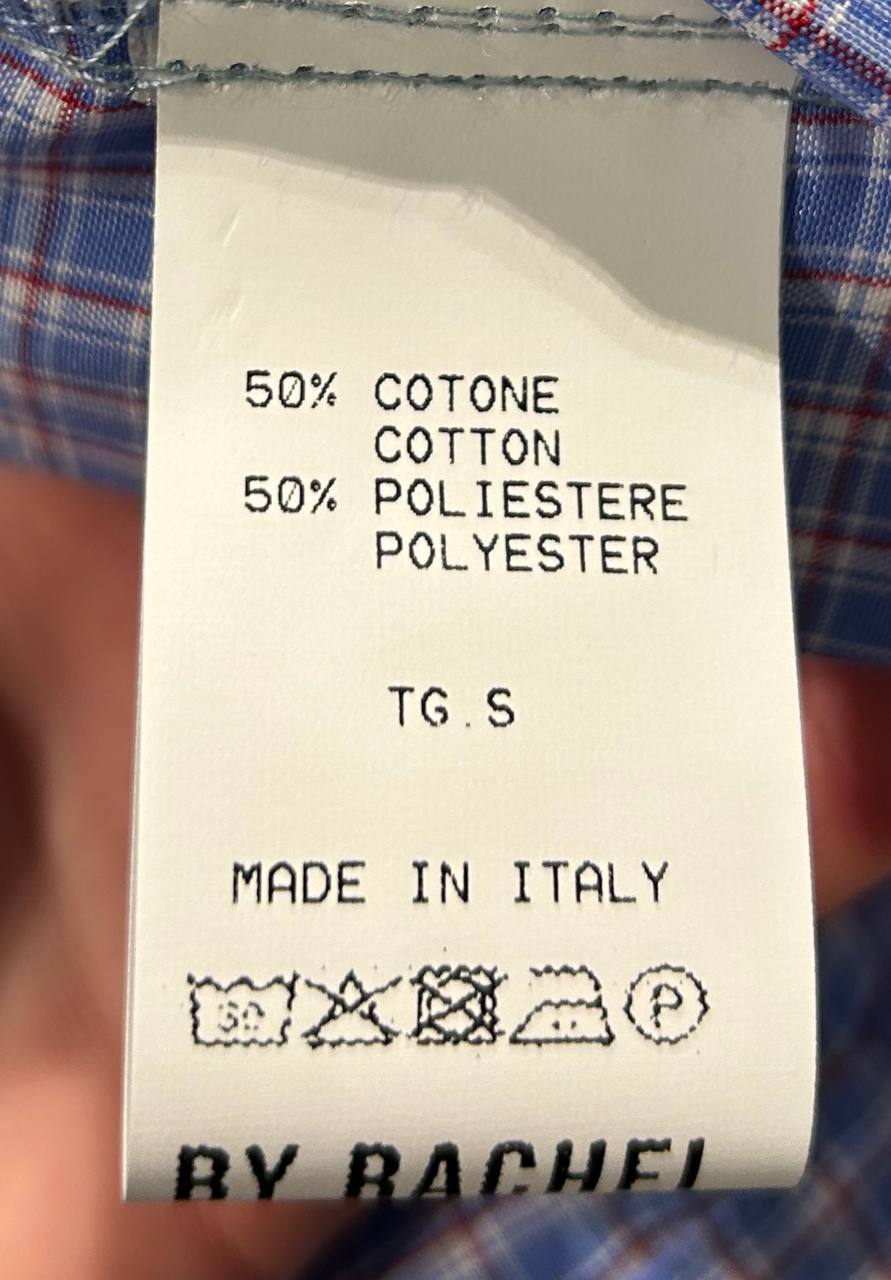 50% COTONE
COTTON
50% POLIESTERE
POLYESTER
TG.S
MADE IN ITALY
30
P
BY RACHEL